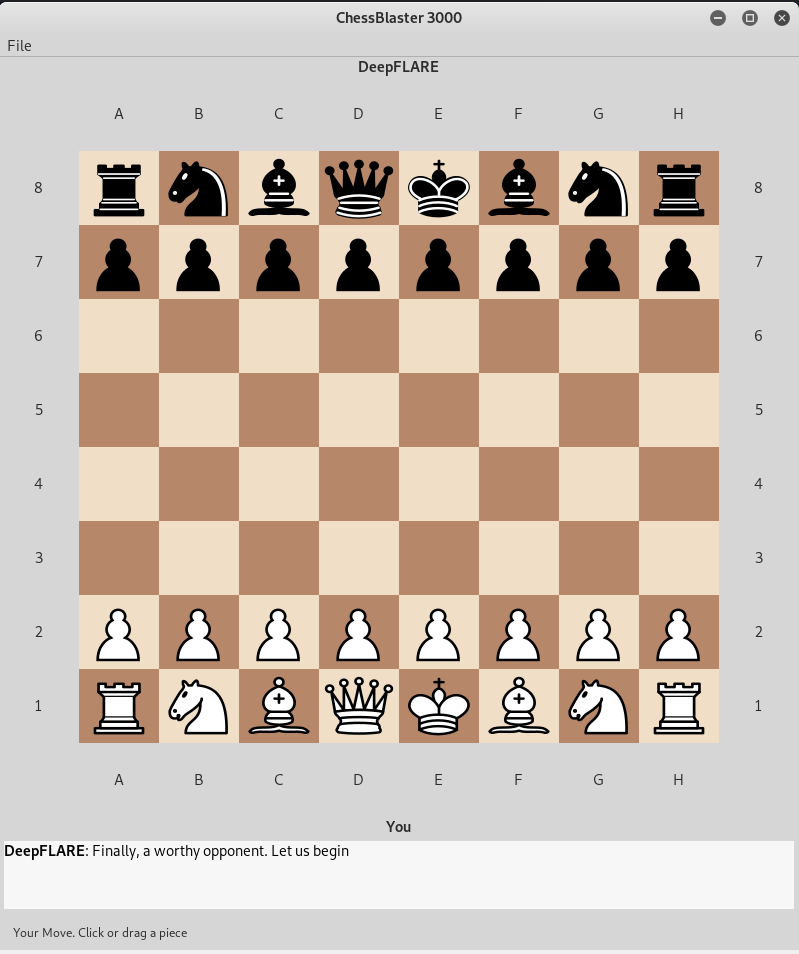 ChessBlaster 3000
File
DeepFLARE
A B C D E F G H
8 8
7 7
6 6
5 5
4 4
3 3
2 2
1 1
A B C D E F G H
You
DeepFLARE: Finally, a worthy opponent. Let us begin
Your Move. Click or drag a piece